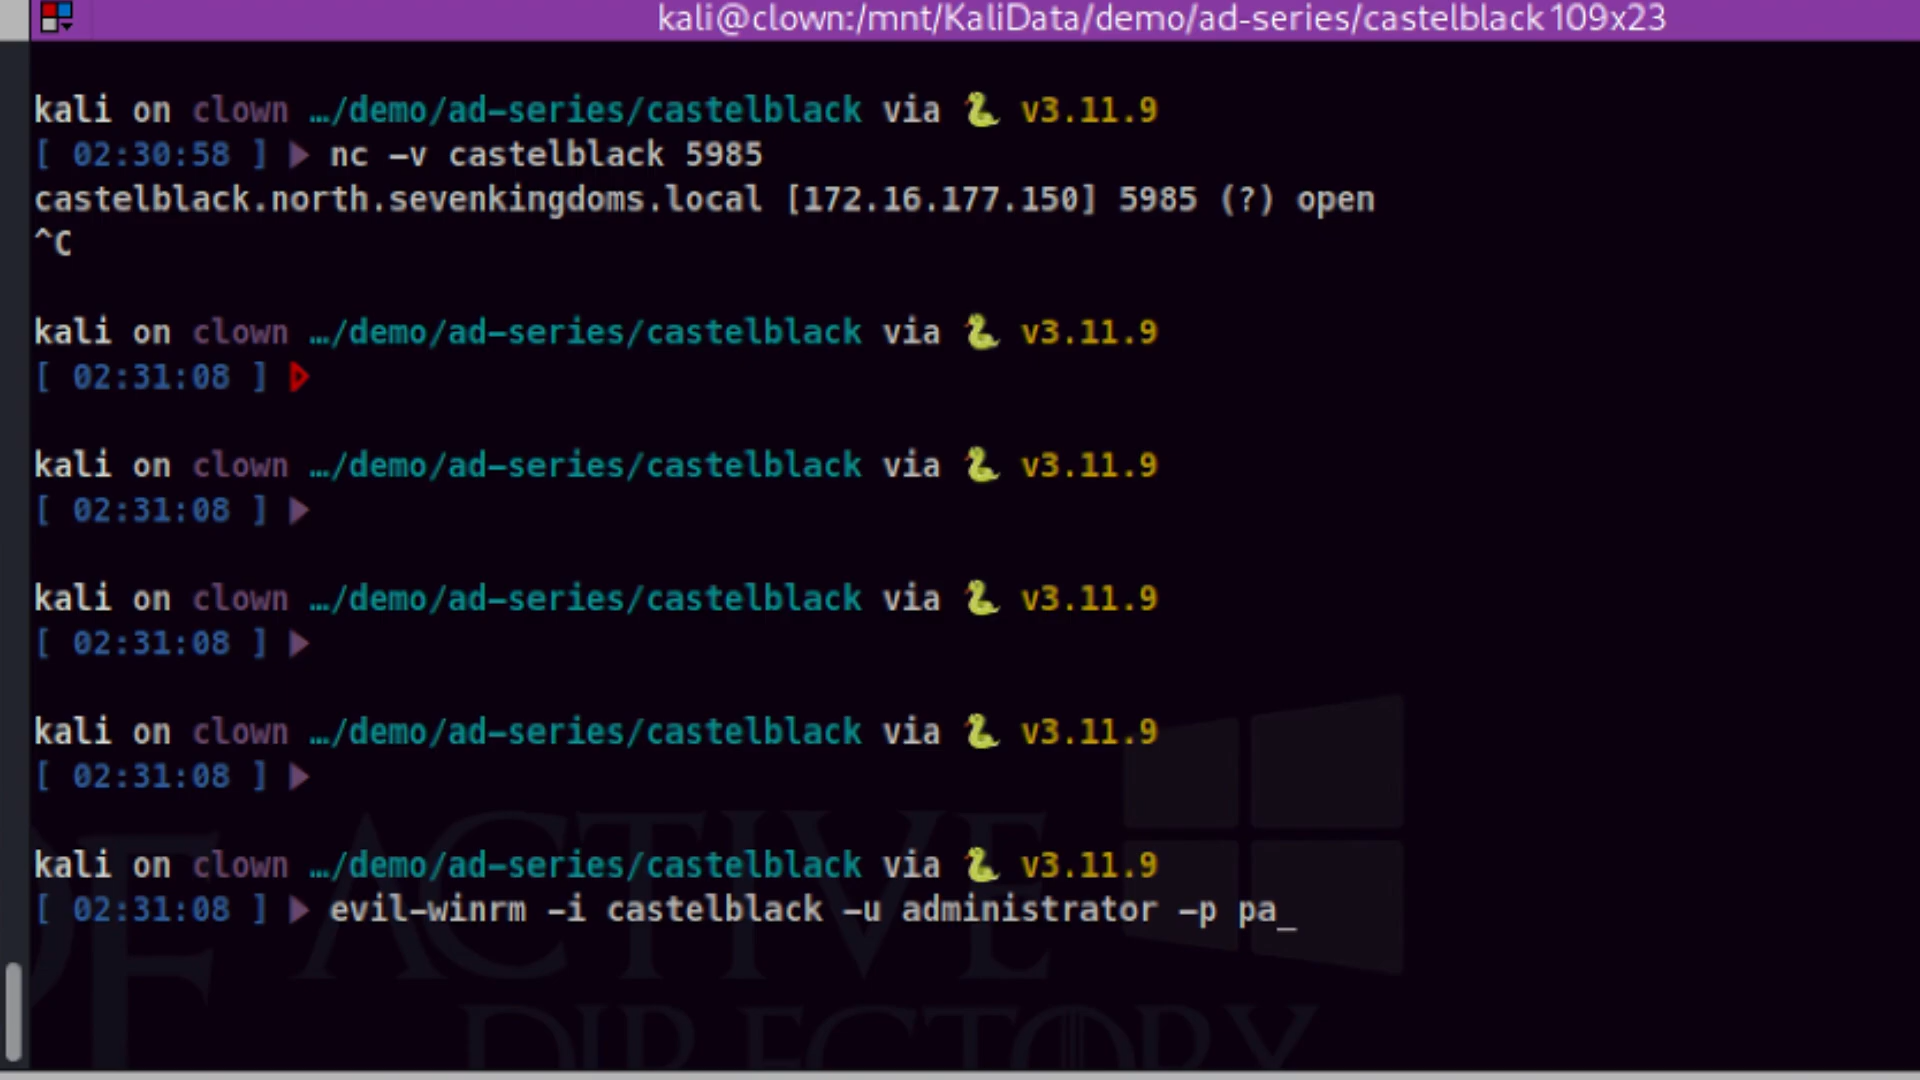 kali@clown:/mnt/KaliData/demo/ad-series/castelblack 109x23
kali on clown …/demo/ad-series/castelblack via 🐍 v3.11.9
[ 02:30:58 ] ▶ nc -v castelblack 5985
castelblack.north.sevenkingdoms.local [172.16.177.150] 5985 (?) open
^C
kali on clown …/demo/ad-series/castelblack via 🐍 v3.11.9
[ 02:31:08 ] ▷
kali on clown …/demo/ad-series/castelblack via 🐍 v3.11.9
[ 02:31:08 ] ▶
kali on clown …/demo/ad-series/castelblack via 🐍 v3.11.9
[ 02:31:08 ] ▶
kali on clown …/demo/ad-series/castelblack via 🐍 v3.11.9
[ 02:31:08 ] ▶
kali on clown …/demo/ad-series/castelblack via 🐍 v3.11.9
[ 02:31:08 ] ▶ evil-winrm -i castelblack -u administrator -p pa_
OF ACTIVE
DIRECTORY